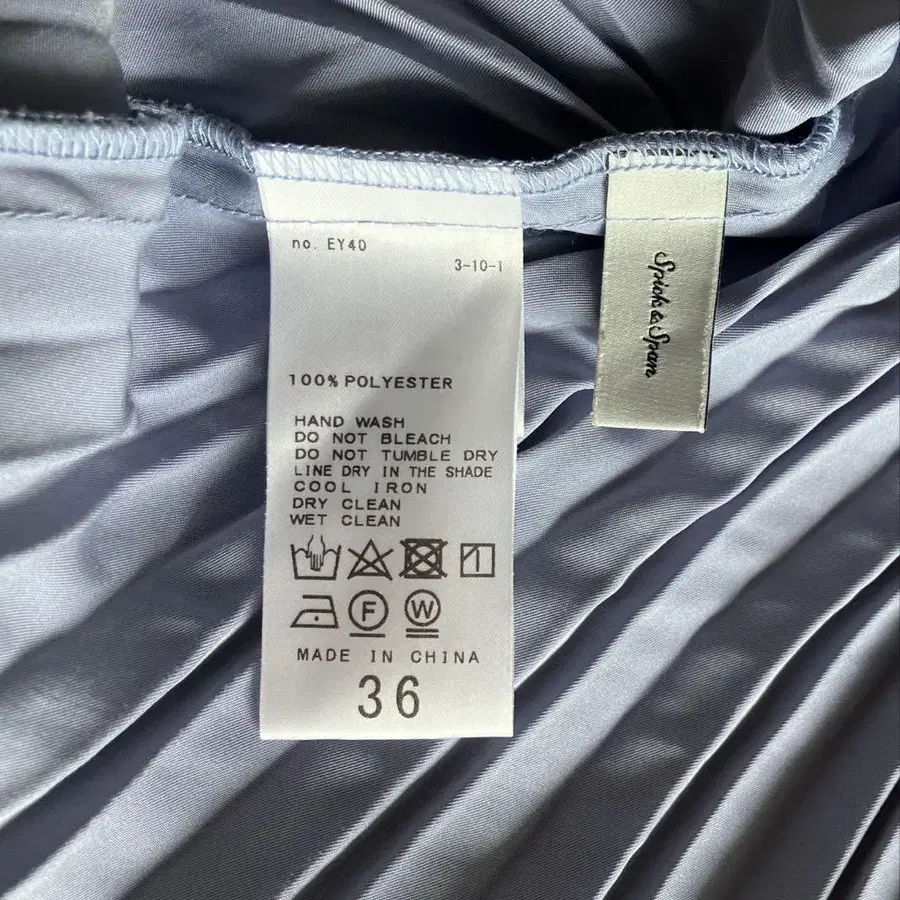 no. EY40
3-10-1
100% POLYESTER
HAND WASH
DO NOT BLEACH
DO NOT TUMBLE DRY
LINE DRY IN THE SHADE
COOL IRON
DRY CLEAN
WET CLEAN
F
W
MADE IN CHINA
36
Spick & Span